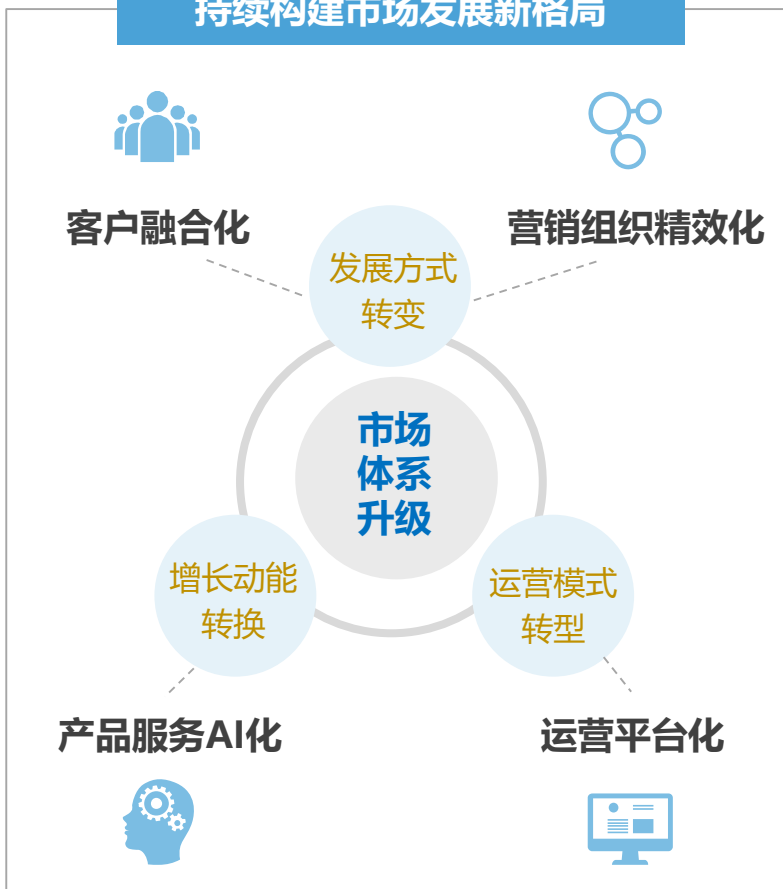 持续构建市场发展新格局
客户融合化
营销组织精效化
发展方式
转变
市场
体系
升级
增长动能
转换
运营模式
转型
产品服务AI化
运营平台化